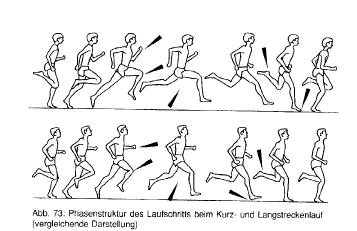 Abb. 73: Phasenstruktur des Laufschritts beim Kurz- und Langstreckenlauf
(vergleichende Darstellung)